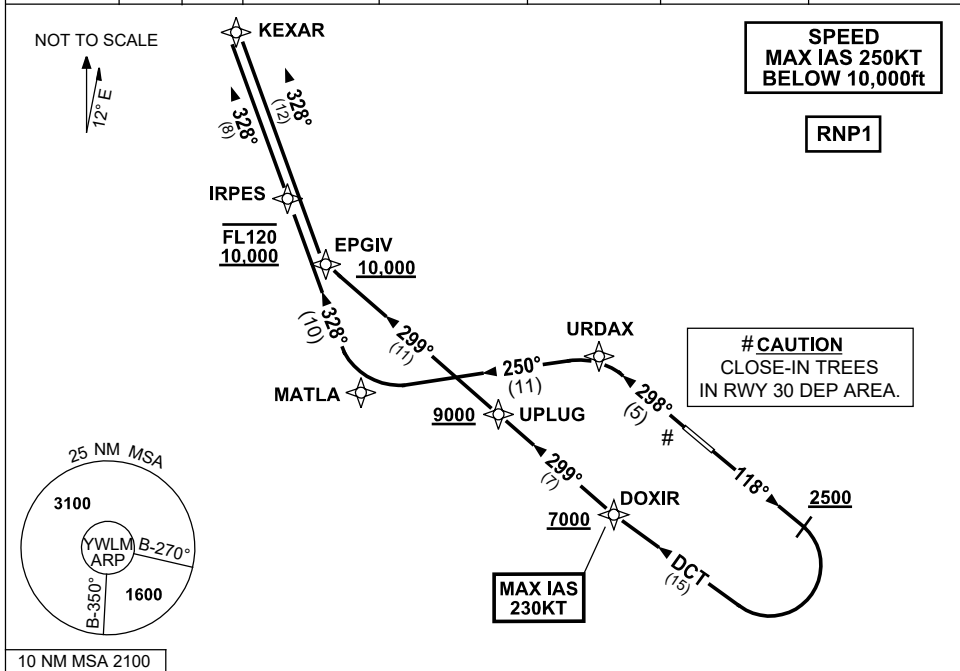 NOT TO SCALE
12° E
KEXAR
SPEED
MAX IAS 250KT
BELOW 10,000ft
RNP1
328°
(8)
328°
(12)
IRPES
FL120
10,000
EPGIV
10,000
328°
(10)
299°
(11)
URDAX
# CAUTION
CLOSE-IN TREES
IN RWY 30 DEP AREA.
250°
(11)
MATLA
298°
(5)
#
9000
UPLUG
118°
299°
(7)
DOXIR
7000
2500
DCT
(15)
MAX IAS
230KT
25 NM MSA
3100
YWLM
ARP
B-270°
B-350°
1600
10 NM MSA 2100